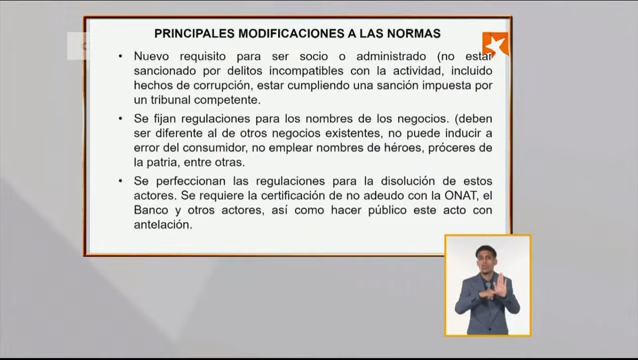 PRINCIPALES MODIFICACIONES A LAS NORMAS
• Nuevo requisito para ser socio o administrado (no estar
sancionado por delitos incompatibles con la actividad, incluido
hechos de corrupción, estar cumpliendo una sanción impuesta por
un tribunal competente.
• Se fijan regulaciones para los nombres de los negocios. (deben
ser diferente al de otros negocios existentes, no puede inducir a
error del consumidor, no emplear nombres de héroes, próceres de
la patria, entre otras.
• Se perfeccionan las regulaciones para la disolución de estos
actores. Se requiere la certificación de no adeudo con la ONAT, el
Banco y otros actores, así como hacer público este acto con
antelación.